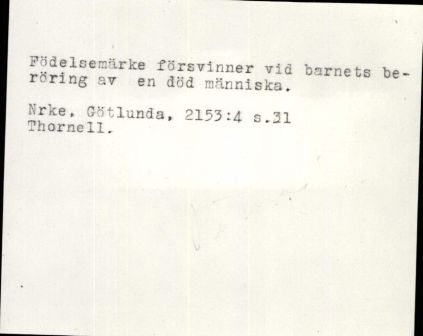 Födelsemärke försvinner vid barnets be-
röring av en död människa.
Nrke, Götlunda, 2153:4 s.31
Thornell.